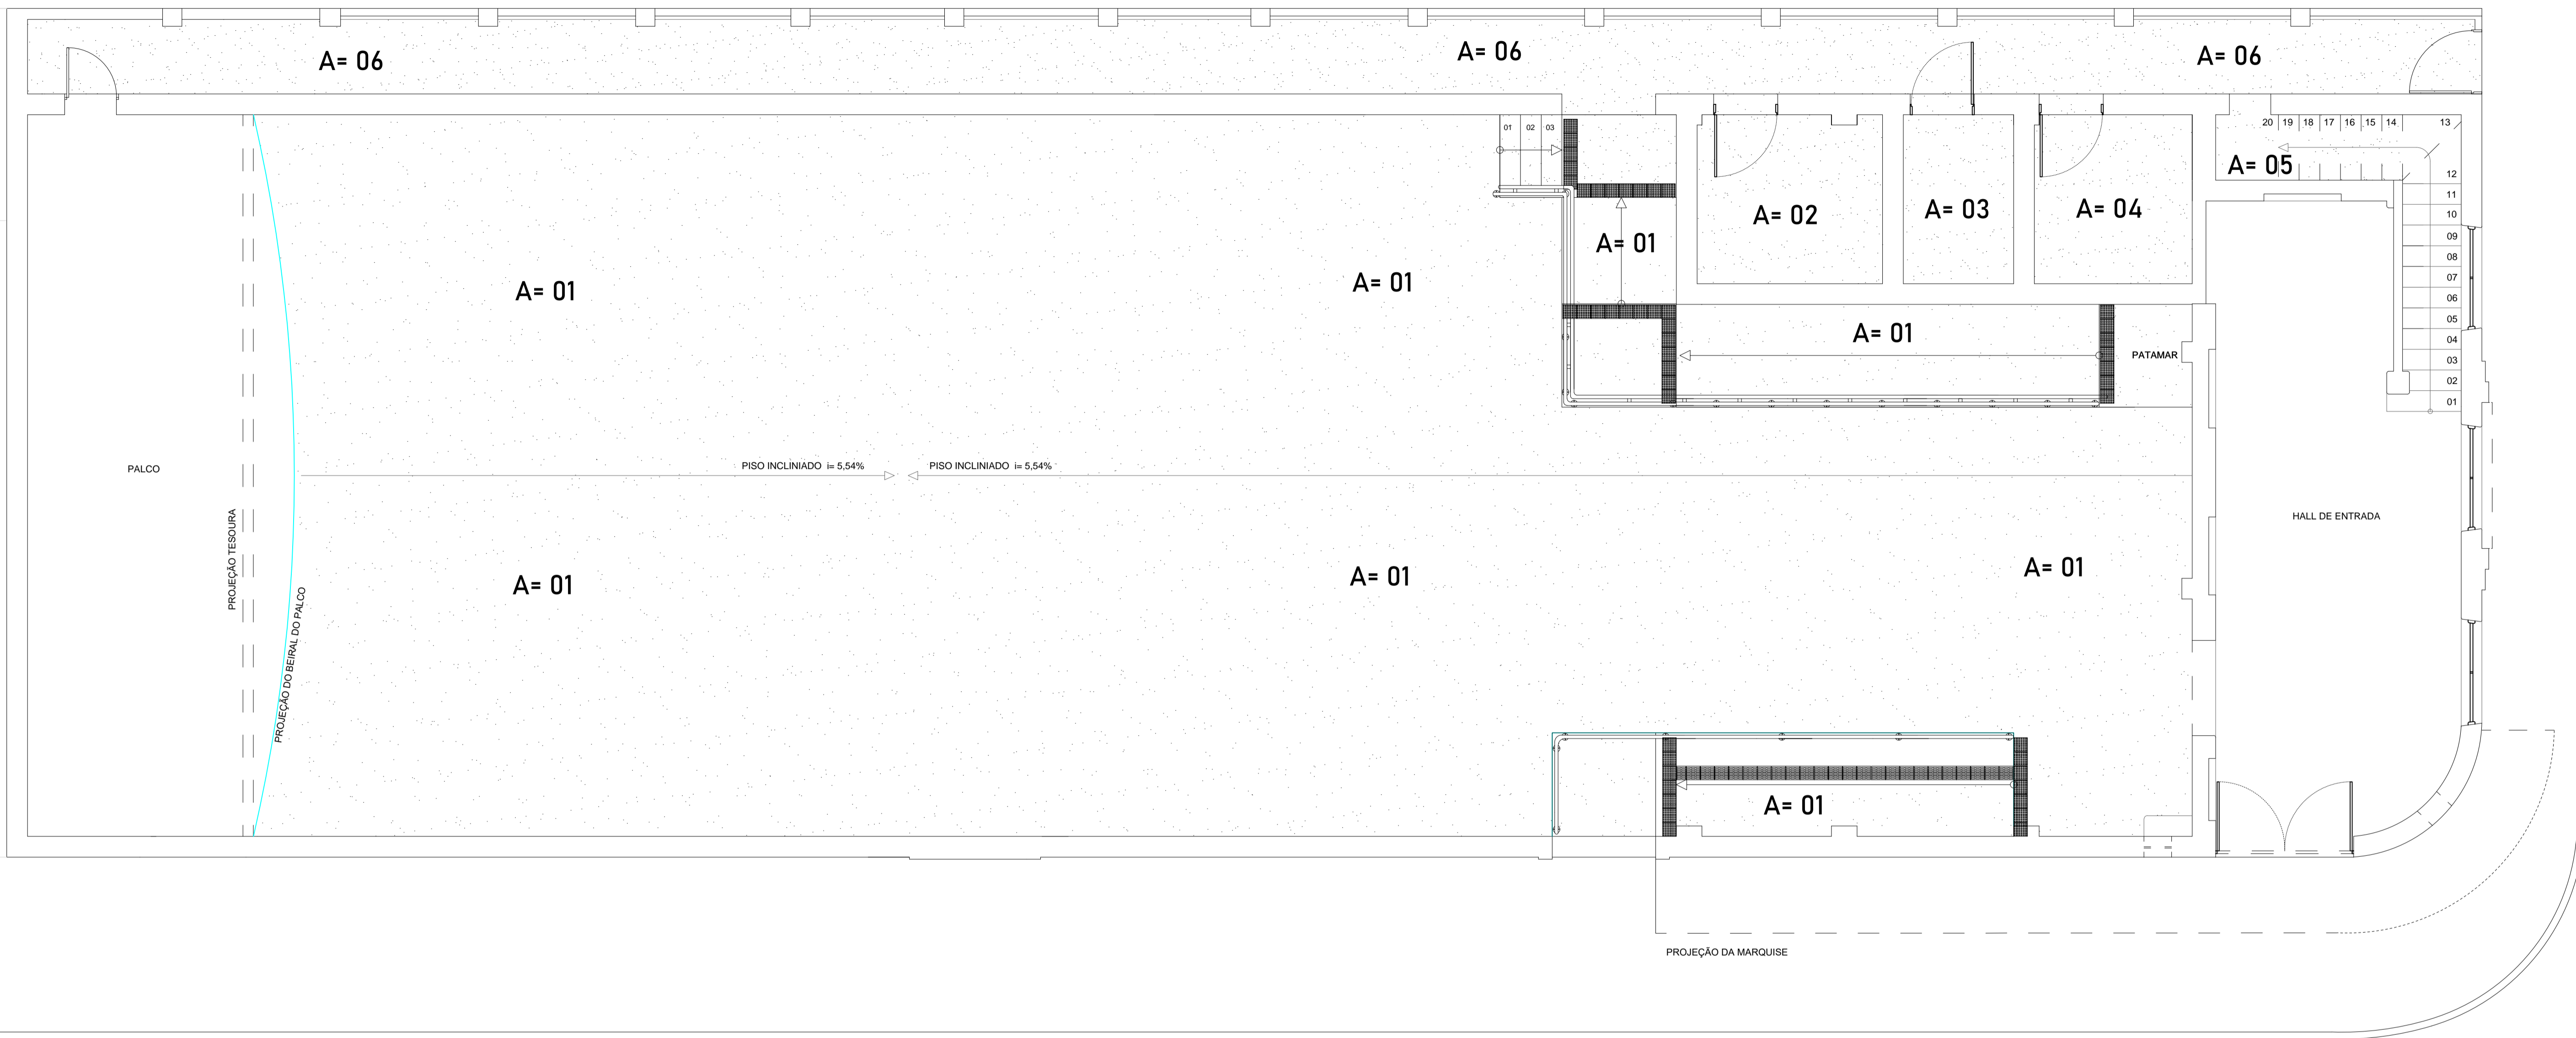 A= 06
A= 06
A= 06
01 02 03
20 19 18 17 16 15 14 13
A= 05
12
11
10
09
08
07
06
05
04
03
02
01
A= 02
A= 03
A= 04
A= 01
A= 01
A= 01
A= 01
PATAMAR
PALCO
PISO INCLINIADO i= 5,54%
PISO INCLINIADO i= 5,54%
HALL DE ENTRADA
PROJEÇÃO TESOURA
PROJEÇÃO DO BEIRAL DO PALCO
A= 01
A= 01
A= 01
A= 01
PROJEÇÃO DA MARQUISE